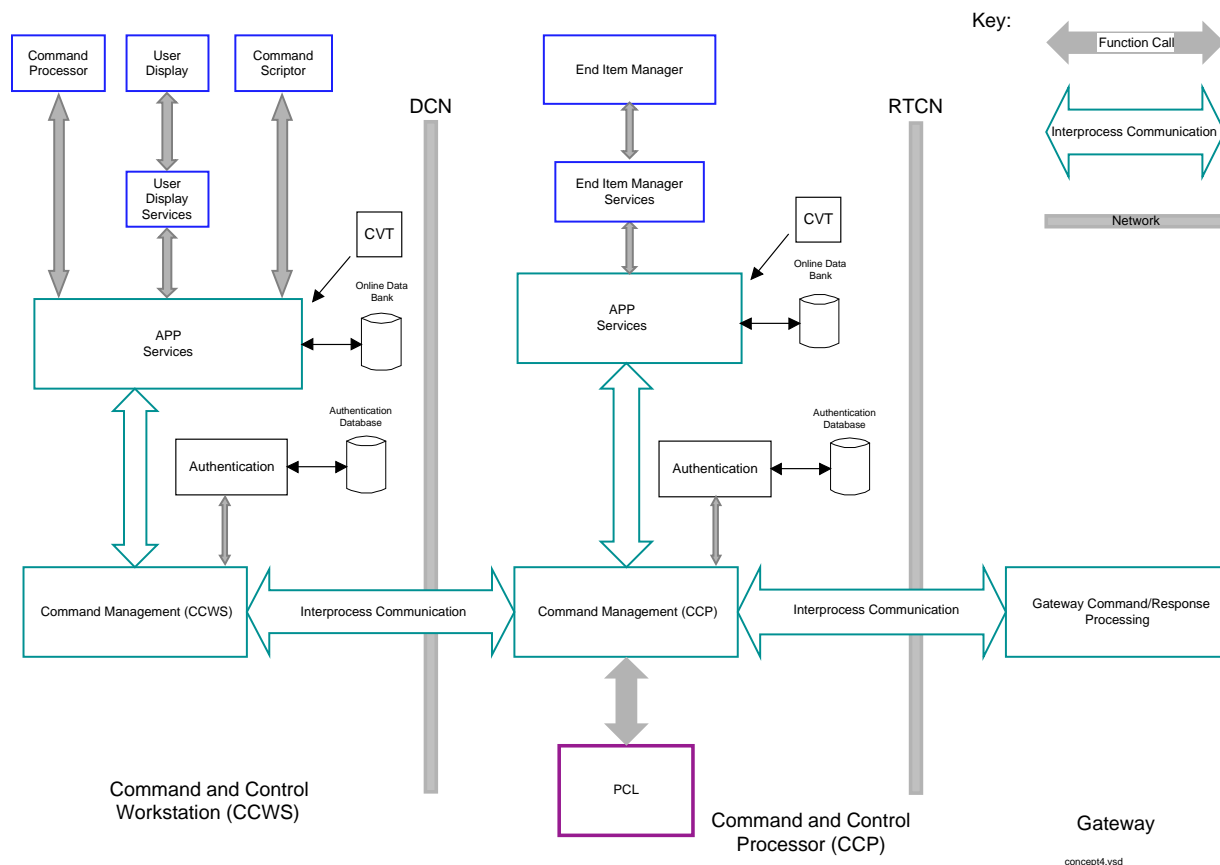 Key:
Function Call
Interprocess Communication
Network
Command
Processor
User
Display
Command
Scriptor
User
Display
Services
CVT
Online Data
Bank
APP
Services
Authentication
Database
Authentication
Command Management (CCWS)
Interprocess Communication
Command and Control
Workstation (CCWS)
DCN
End Item Manager
End Item Manager
Services
CVT
Online Data
Bank
APP
Services
Authentication
Database
Authentication
Command Management (CCP)
Interprocess Communication
PCL
Command and Control
Processor (CCP)
RTCN
Gateway Command/Response
Processing
Gateway
concept4.vsd